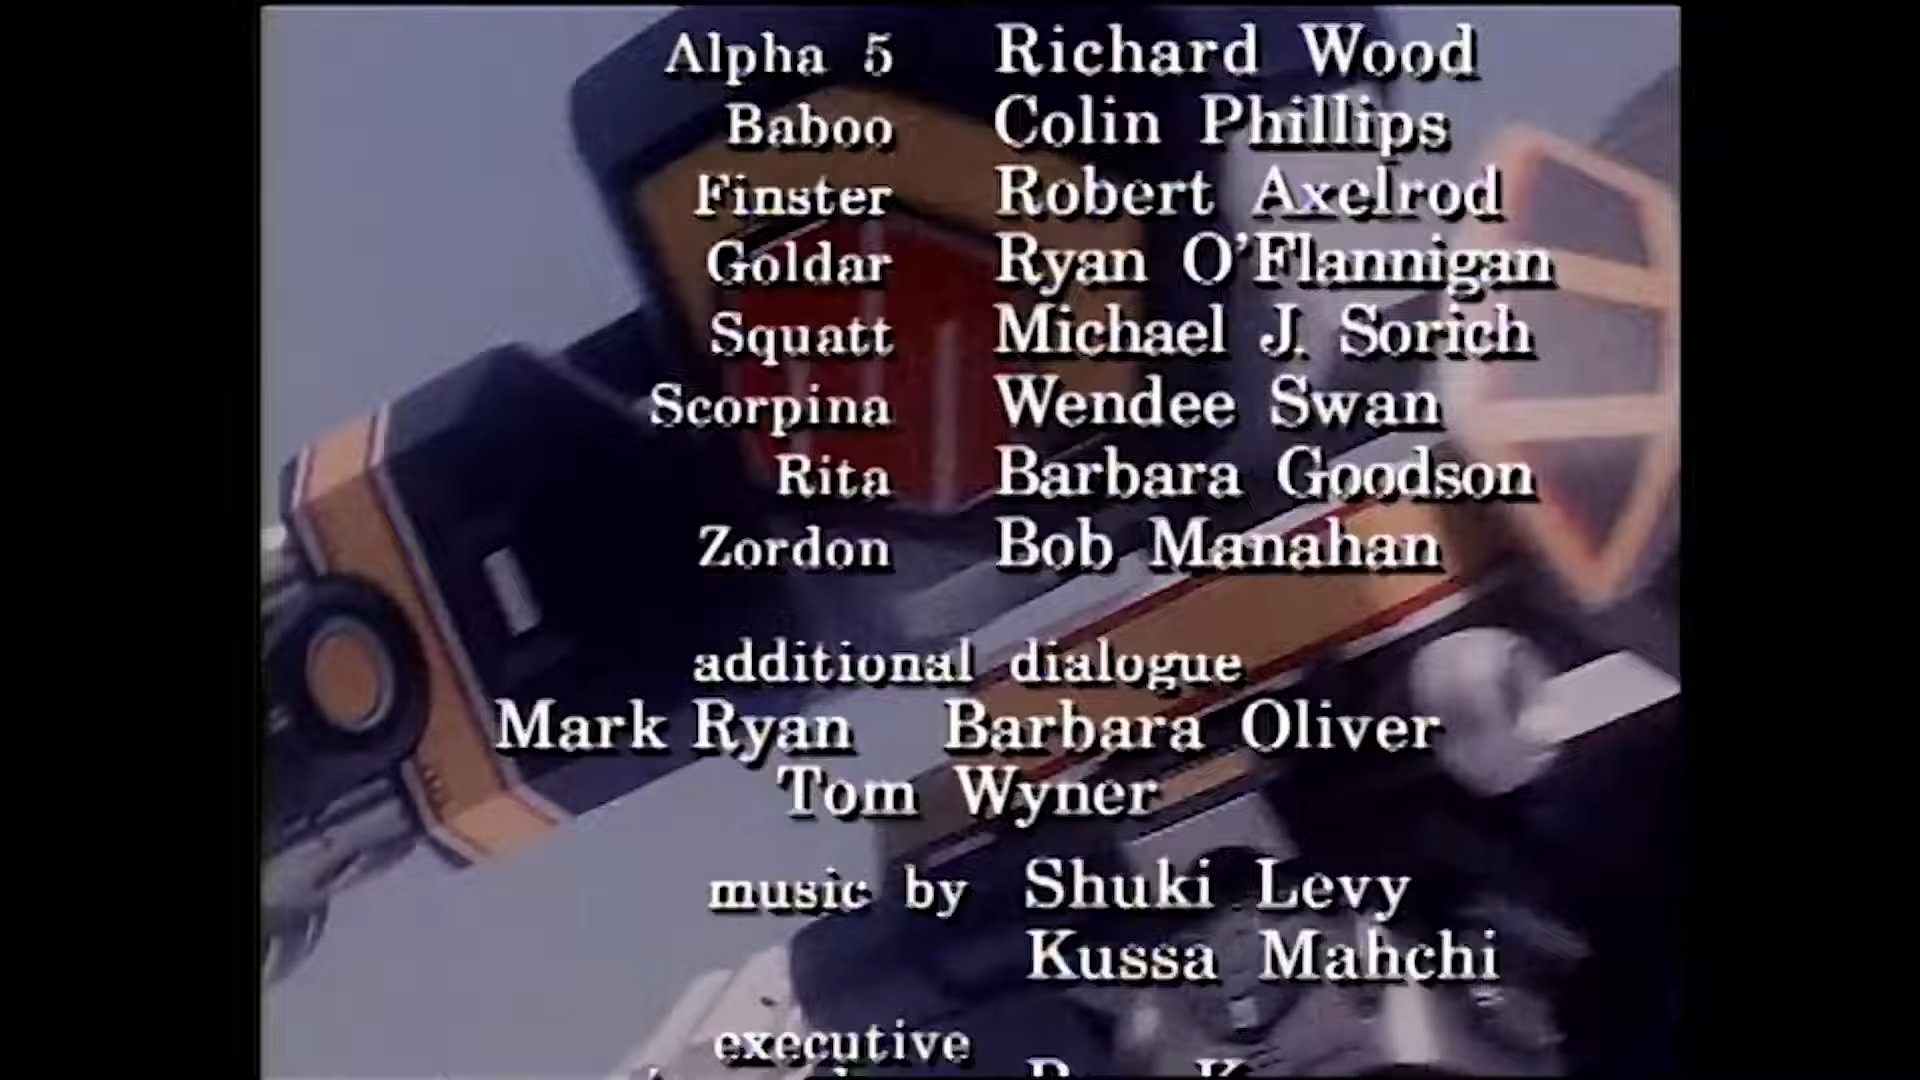 Alpha 5 Richard Wood
Baboo Colin Phillips
Finster Robert Axelrod
Goldar Ryan O'Flannigan
Squatt Michael J. Sorich
Scorpina Wendee Swan
Rita Barbara Goodson
Zordon Bob Manahan
additional dialogue
Mark Ryan Barbara Oliver
Tom Wyner
music by Shuki Levy
Kussa Mahchi
executive